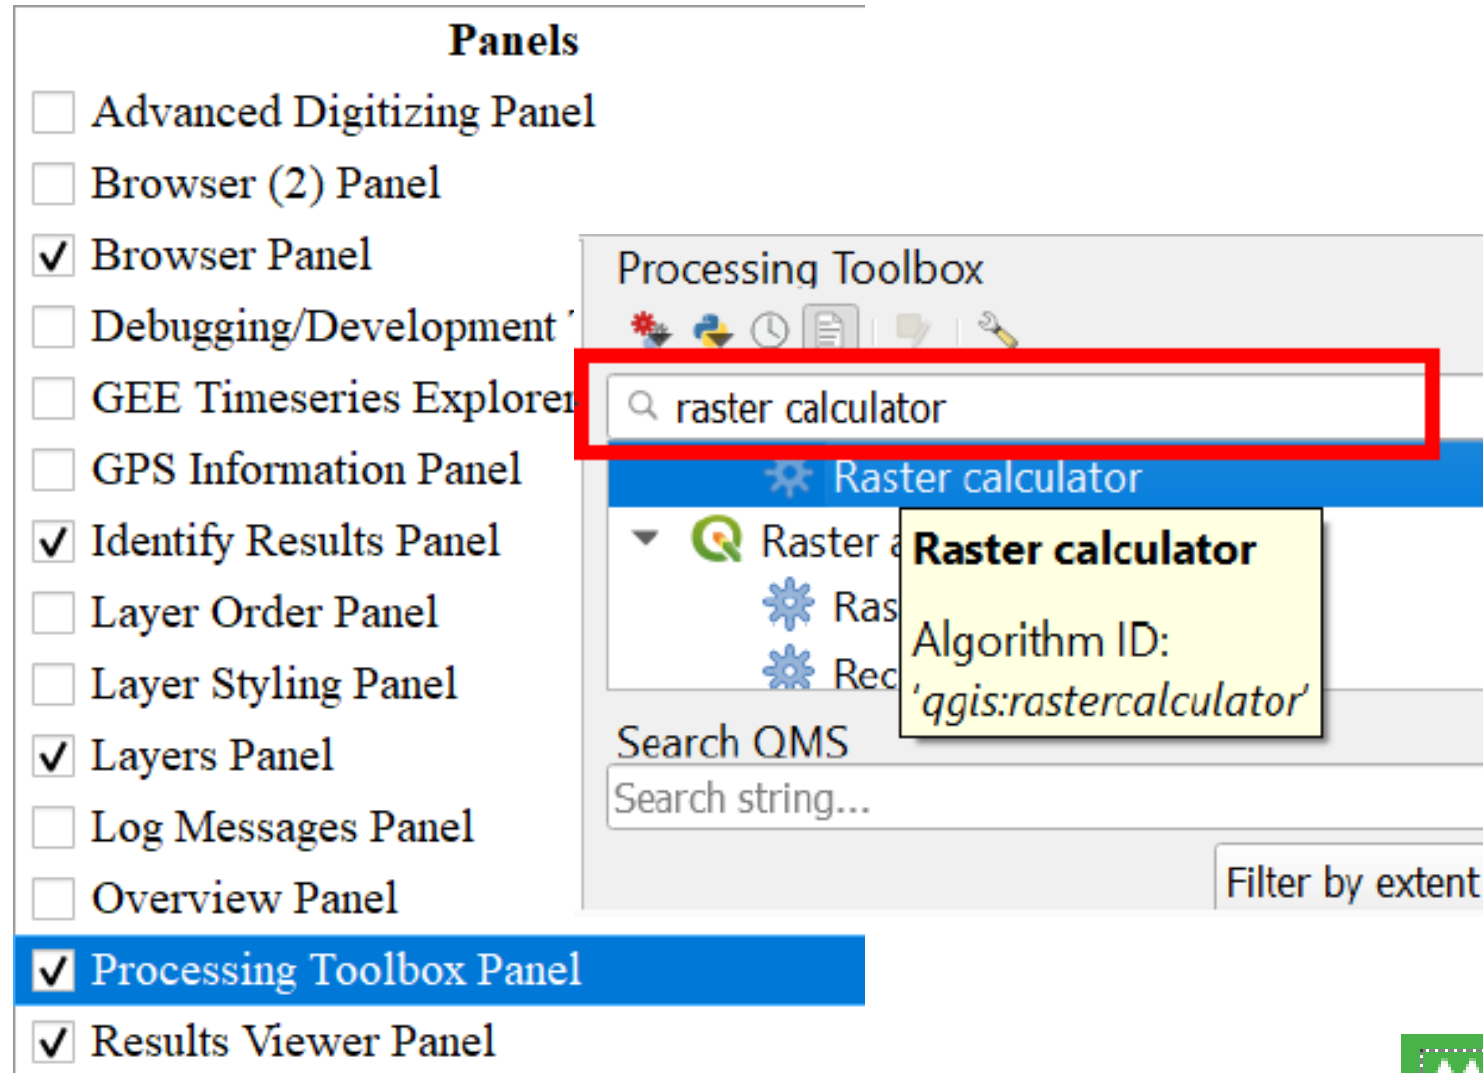 Panels
Advanced Digitizing Panel
Browser (2) Panel
Browser Panel
Debugging/Development
GEE Timeseries Explorer
GPS Information Panel
Identify Results Panel
Layer Order Panel
Layer Styling Panel
Layers Panel
Log Messages Panel
Overview Panel
Processing Toolbox Panel
Results Viewer Panel
Processing Toolbox
raster calculator
Raster calculator
Raster
Raster calculator
Algorithm ID:
'qgis:rastercalculator'
Search QMS
Search string...
Filter by extent